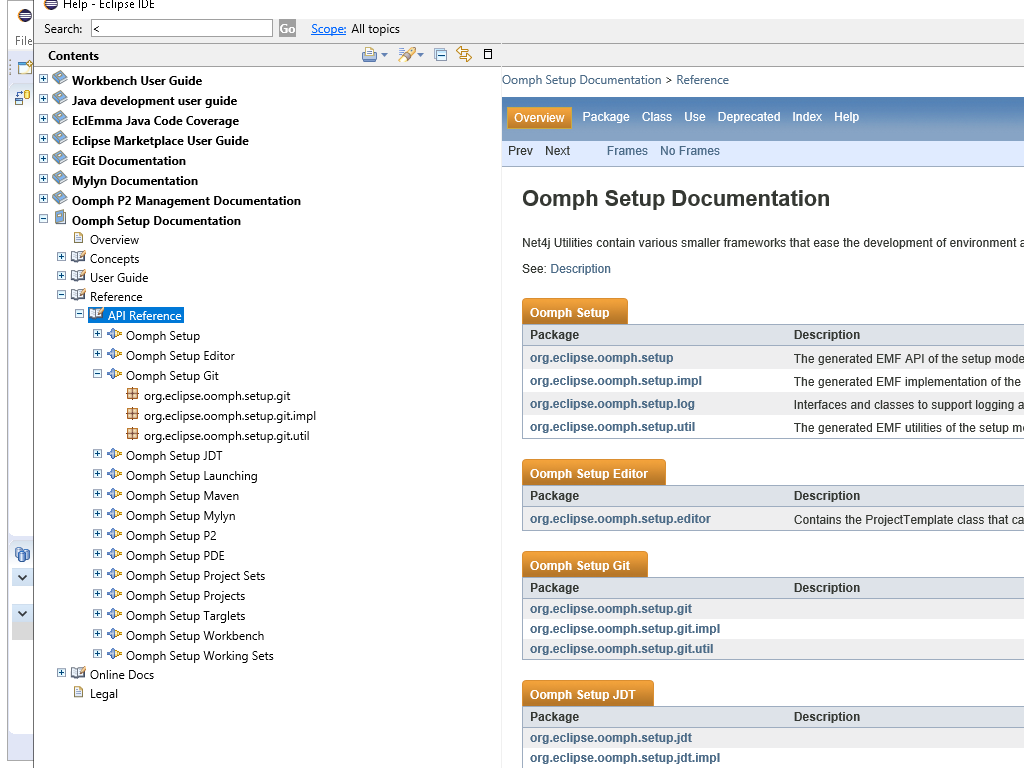 Help - Eclipse IDE
File
Search: < Go Scope: All topics
Contents
Workbench User Guide
Java development user guide
EclEmma Java Code Coverage
Eclipse Marketplace User Guide
EGit Documentation
Mylyn Documentation
Oomph P2 Management Documentation
Oomph Setup Documentation
Overview
Concepts
User Guide
Reference
API Reference
Oomph Setup
Oomph Setup Editor
Oomph Setup Git
org.eclipse.oomph.setup.git
org.eclipse.oomph.setup.git.impl
org.eclipse.oomph.setup.git.util
Oomph Setup JDT
Oomph Setup Launching
Oomph Setup Maven
Oomph Setup Mylyn
Oomph Setup P2
Oomph Setup PDE
Oomph Setup Project Sets
Oomph Setup Projects
Oomph Setup Targlets
Oomph Setup Workbench
Oomph Setup Working Sets
Online Docs
Legal
Oomph Setup Documentation > Reference
Overview Package Class Use Deprecated Index Help
Prev Next Frames No Frames
Oomph Setup Documentation
Net4j Utilities contain various smaller frameworks that ease the development of environment a
See: Description
Oomph Setup
Package Description
org.eclipse.oomph.setup The generated EMF API of the setup mode
org.eclipse.oomph.setup.impl The generated EMF implementation of the
org.eclipse.oomph.setup.log Interfaces and classes to support logging a
org.eclipse.oomph.setup.util The generated EMF utilities of the setup m
Oomph Setup Editor
Package Description
org.eclipse.oomph.setup.editor Contains the ProjectTemplate class that ca
Oomph Setup Git
Package Description
org.eclipse.oomph.setup.git
org.eclipse.oomph.setup.git.impl
org.eclipse.oomph.setup.git.util
Oomph Setup JDT
Package Description
org.eclipse.oomph.setup.jdt
org.eclipse.oomph.setup.jdt.impl